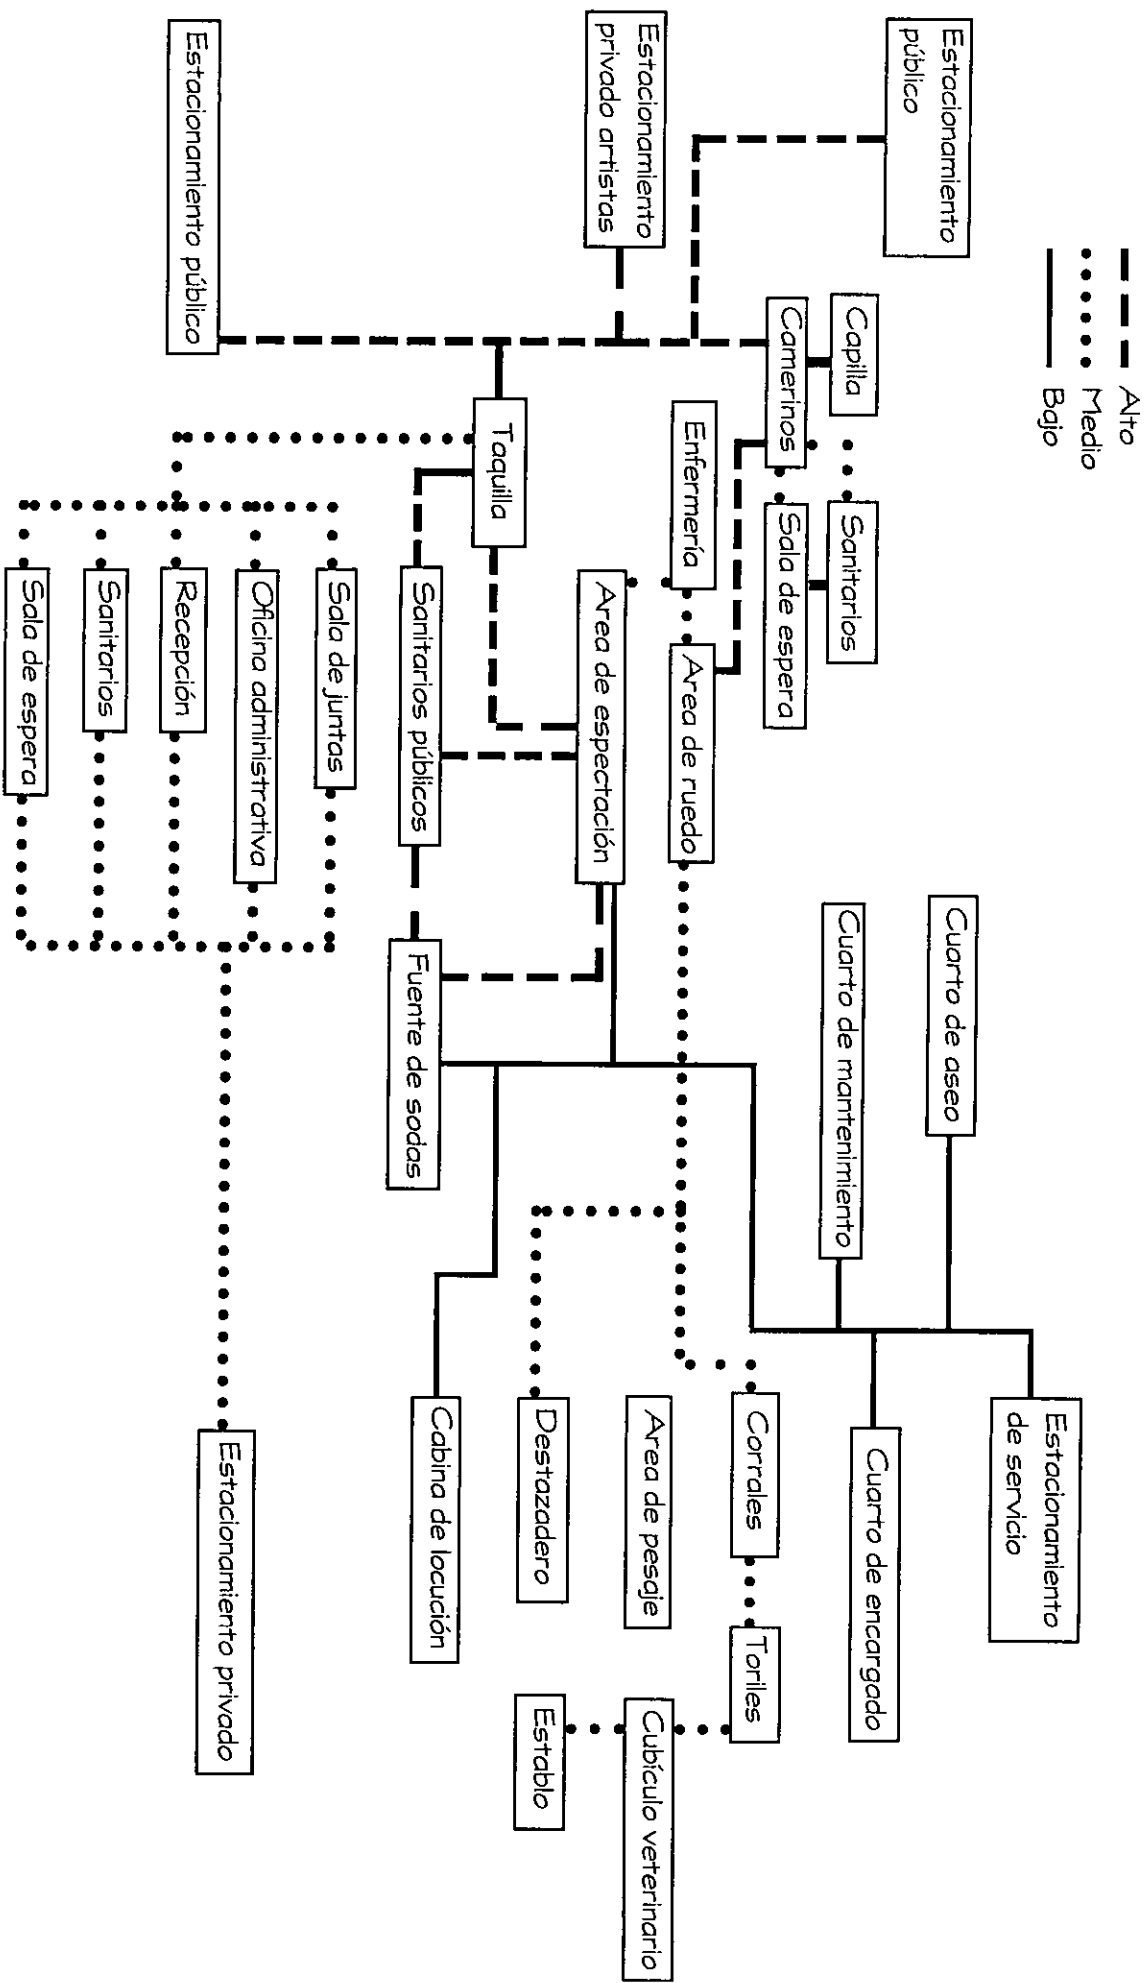 Alto
Medio
Bajo
Estacionamiento
público
Estacionamiento
privado artistas
Estacionamiento público
Capilla
Camerinos
Sanitarios
Sala de espera
Enfermería
Area de ruedo
Taquilla
Area de espectación
Sanitarios públicos
Fuente de sodas
Sala de juntas
Oficina administrativa
Recepción
Sanitarios
Sala de espera
Cuarto de aseo
Cuarto de mantenimiento
Estacionamiento
de servicio
Cuarto de encargado
Corrales
Toriles
Area de pesaje
Cubículo veterinario
Destazadero
Establo
Cabina de locución
Estacionamiento privado